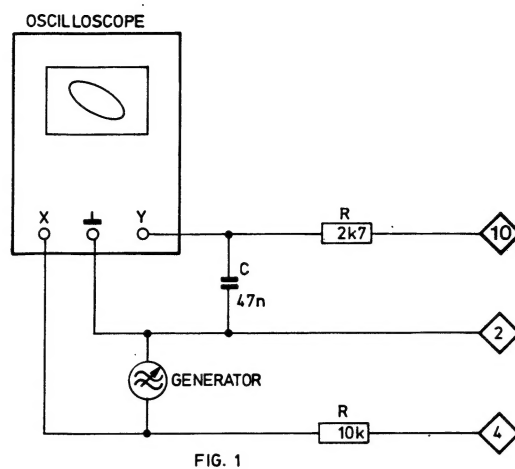 OSCILLOSCOPE
X
Y
R
2k7
10
C
47n
2
GENERATOR
R
10k
4
FIG. 1